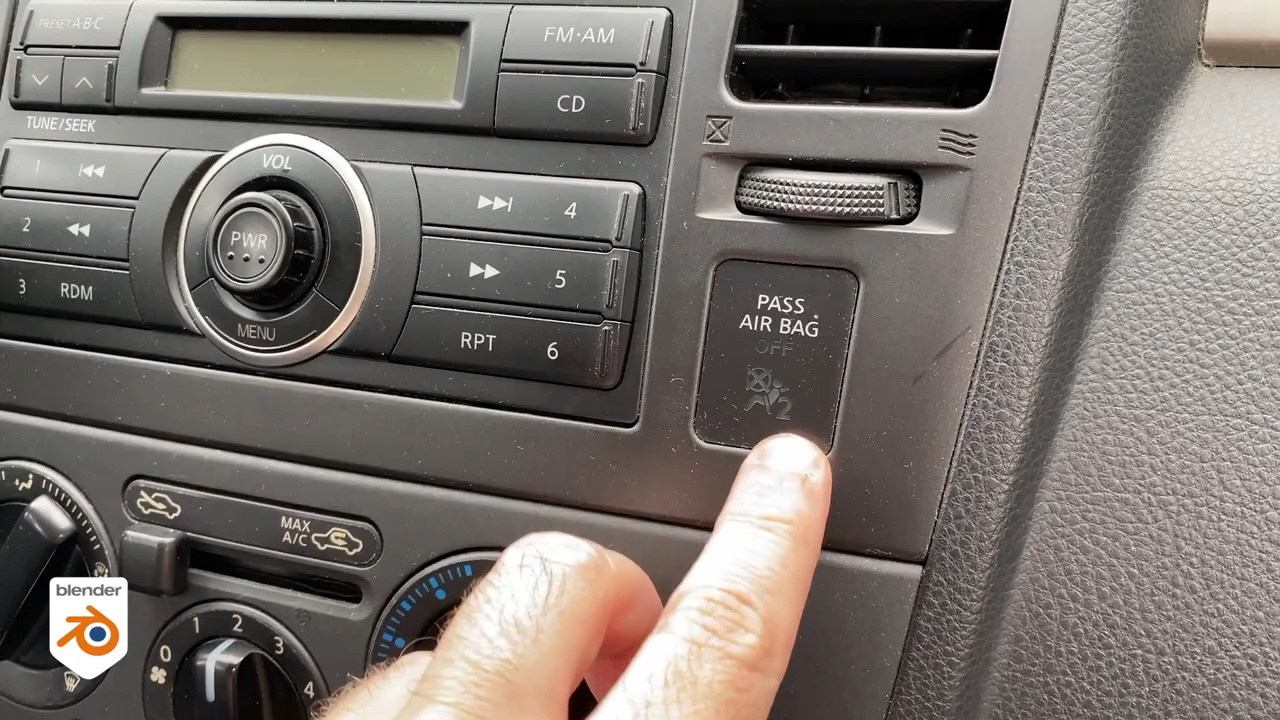 PRESET A·B·C
FM·AM
CD
TUNE/SEEK
VOL
1
2
3 RDM
PWR
MENU
4
5
RPT 6
PASS
AIR BAG
OFF
2
MAX
A/C
0 1 2 3 4
blender